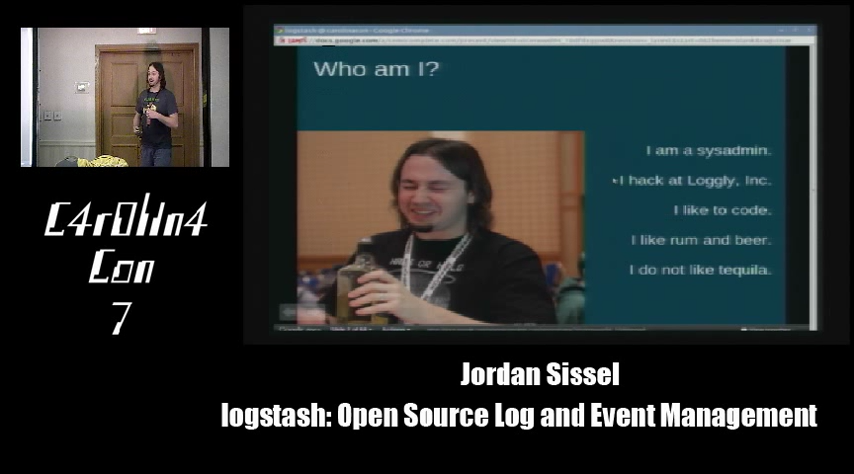 Who am I?
I am a sysadmin.
I hack at Loggly, Inc.
I like to code.
I like rum and beer.
I do not like tequila.
C4r0lin4
Con
7
Jordan Sissel
logstash: Open Source Log and Event Management